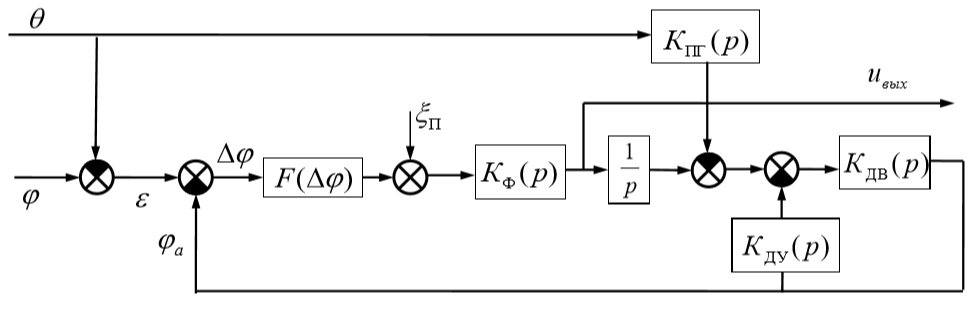 θ
K_ПГ(p)
u_вых
ξ_П
Δφ
F(Δφ)
K_Ф(p)
1/p
K_ДВ(p)
φ
ε
φ_a
K_ДУ(p)